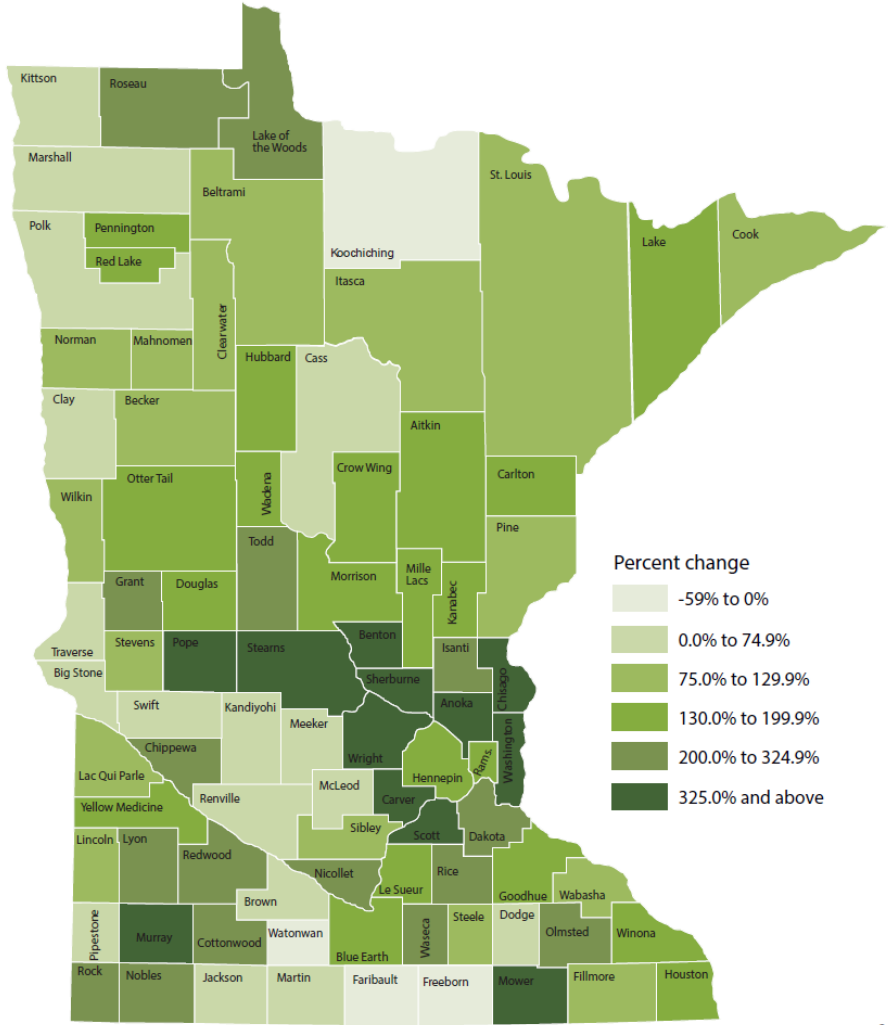 Kittson
Roseau
Lake of
the Woods
Marshall
St. Louis
Beltrami
Polk
Pennington
Cook
Lake
Koochiching
Red Lake
Itasca
Clearwater
Norman
Mahnomen
Hubbard
Cass
Clay
Becker
Aitkin
Crow Wing
Otter Tail
Wadena
Carlton
Wilkin
Pine
Todd
Percent change
Grant
Douglas
Morrison
Mille
Lacs
Kanabec
-59% to 0%
0.0% to 74.9%
75.0% to 129.9%
130.0% to 199.9%
200.0% to 324.9%
325.0% and above
Traverse
Stevens
Pope
Stearns
Benton
Isanti
Big Stone
Sherburne
Chisago
Swift
Kandiyohi
Anoka
Meeker
Washington
Chippewa
Wright
Rams.
Lac Qui Parle
Hennepin
McLeod
Renville
Carver
Yellow Medicine
Sibley
Scott
Dakota
Lincoln
Lyon
Redwood
Nicollet
Rice
Le Sueur
Goodhue
Wabasha
Brown
Pipestone
Murray
Cottonwood
Watonwan
Blue Earth
Waseca
Steele
Dodge
Olmsted
Winona
Rock
Nobles
Jackson
Martin
Faribault
Freeborn
Mower
Fillmore
Houston